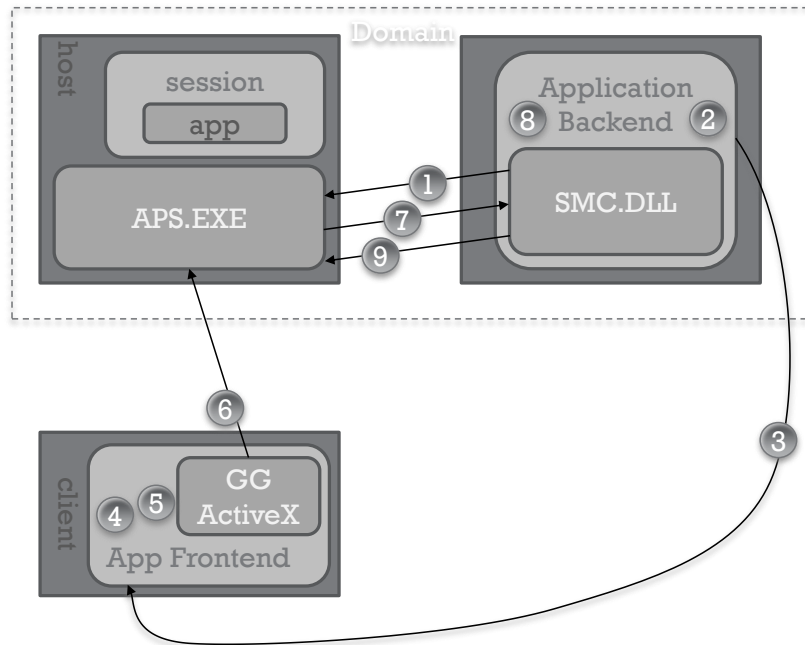 Domain
host
session
app
APS.EXE
Application
Backend
8
2
SMC.DLL
1
7
9
6
3
client
GG
ActiveX
4
5
App Frontend